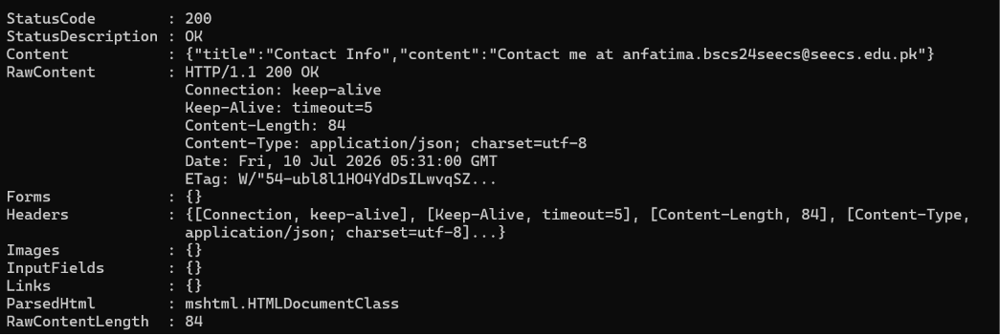 StatusCode        : 200
StatusDescription : OK
Content           : {"title":"Contact Info","content":"Contact me at anfatima.bscs24seecs@seecs.edu.pk"}
RawContent        : HTTP/1.1 200 OK
                    Connection: keep-alive
                    Keep-Alive: timeout=5
                    Content-Length: 84
                    Content-Type: application/json; charset=utf-8
                    Date: Fri, 10 Jul 2026 05:31:00 GMT
                    ETag: W/"54-ubl8l1HO4YdDsILwvqSZ...
Forms             : {}
Headers           : {[Connection, keep-alive], [Keep-Alive, timeout=5], [Content-Length, 84], [Content-Type,
                    application/json; charset=utf-8]...}
Images            : {}
InputFields       : {}
Links             : {}
ParsedHtml        : mshtml.HTMLDocumentClass
RawContentLength  : 84